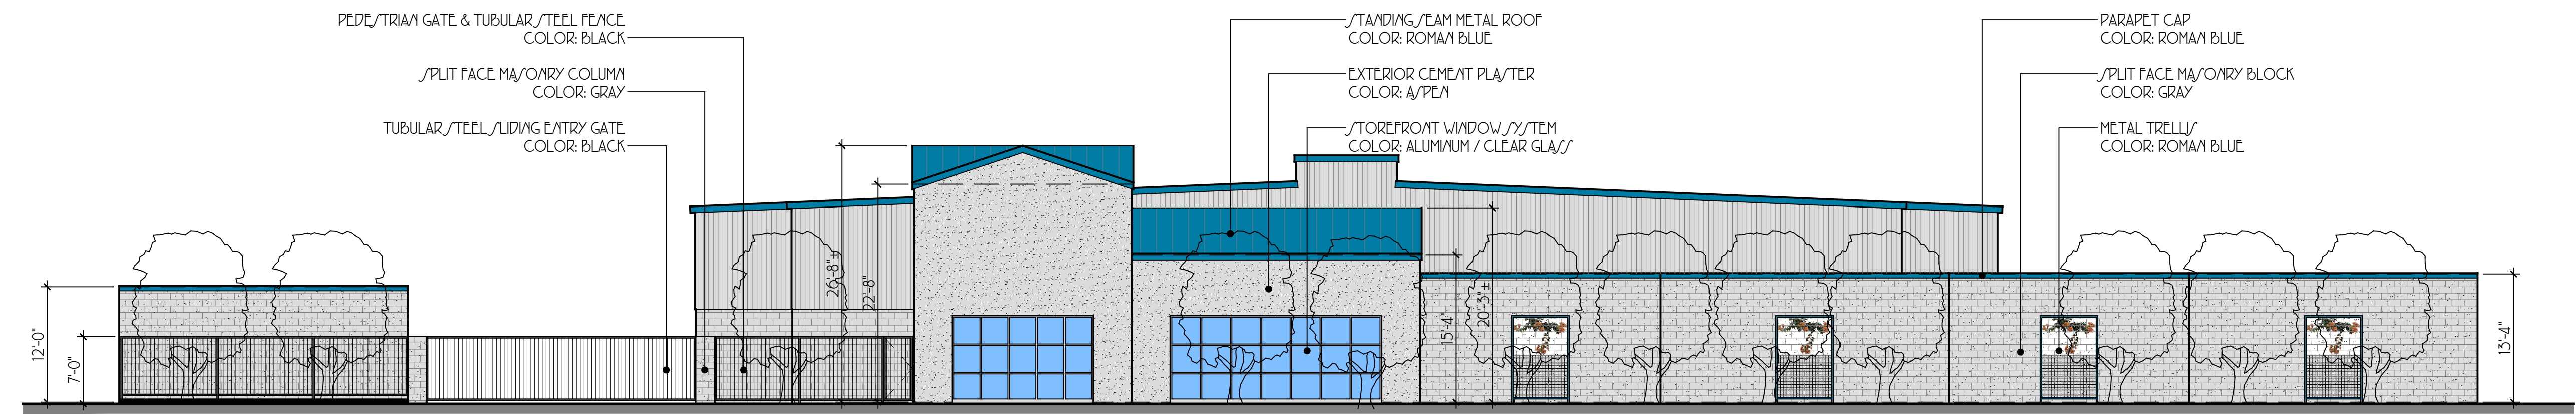 PEDESTRIAN GATE & TUBULAR STEEL FENCE
COLOR: BLACK
SPLIT FACE MASONRY COLUMN
COLOR: GRAY
TUBULAR STEEL SLIDING ENTRY GATE
COLOR: BLACK
STANDING SEAM METAL ROOF
COLOR: ROMAN BLUE
EXTERIOR CEMENT PLASTER
COLOR: ASPEN
STOREFRONT WINDOW SYSTEM
COLOR: ALUMINUM / CLEAR GLASS
PARAPET CAP
COLOR: ROMAN BLUE
SPLIT FACE MASONRY BLOCK
COLOR: GRAY
METAL TRELLIS
COLOR: ROMAN BLUE
12'-0"
7'-0"
26'-8"±
22'-8"
15'-4"
20'-3"±
13'-4"